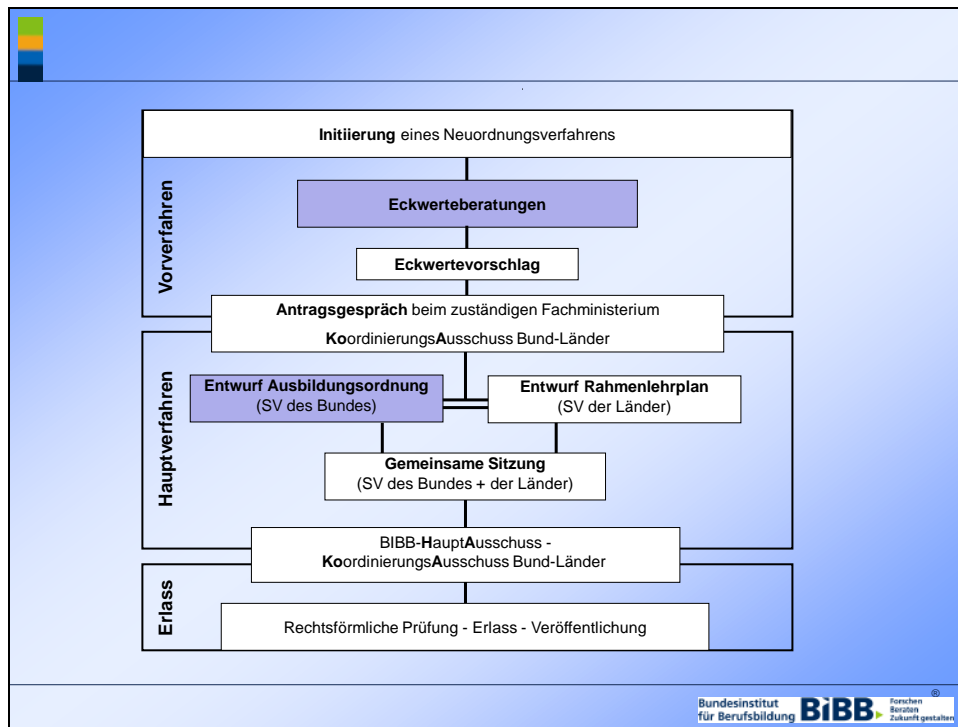 Initiierung eines Neuordnungsverfahrens
Vorverfahren
Eckwerteberatungen
Eckwertevorschlag
Antragsgespräch beim zuständigen Fachministerium
KoordinierungsAusschuss Bund-Länder
Hauptverfahren
Entwurf Ausbildungsordnung
(SV des Bundes)
Entwurf Rahmenlehrplan
(SV der Länder)
Gemeinsame Sitzung
(SV des Bundes + der Länder)
BIBB-HauptAusschuss -
KoordinierungsAusschuss Bund-Länder
Erlass
Rechtsförmliche Prüfung - Erlass - Veröffentlichung
®
Bundesinstitut
für Berufsbildung
BiBB
Forschen
Beraten
Zukunft gestalten